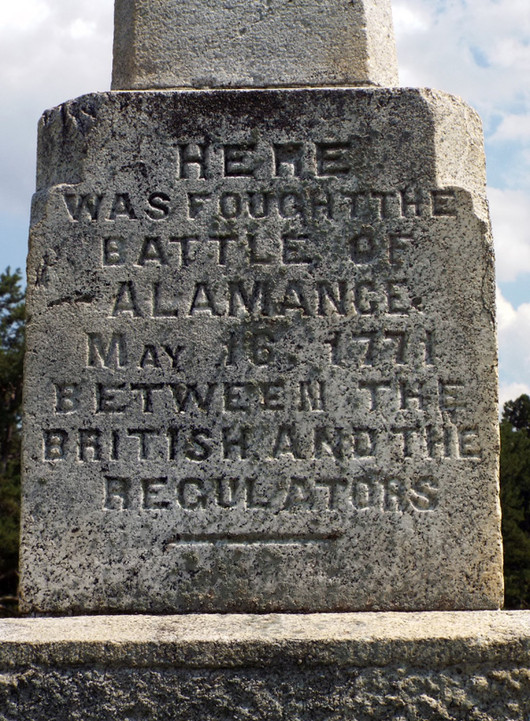 HERE
WAS FOUGHT THE
BATTLE OF
ALAMANCE.
MAY 16, 1771
BETWEEN THE
BRITISH AND THE
REGULATORS